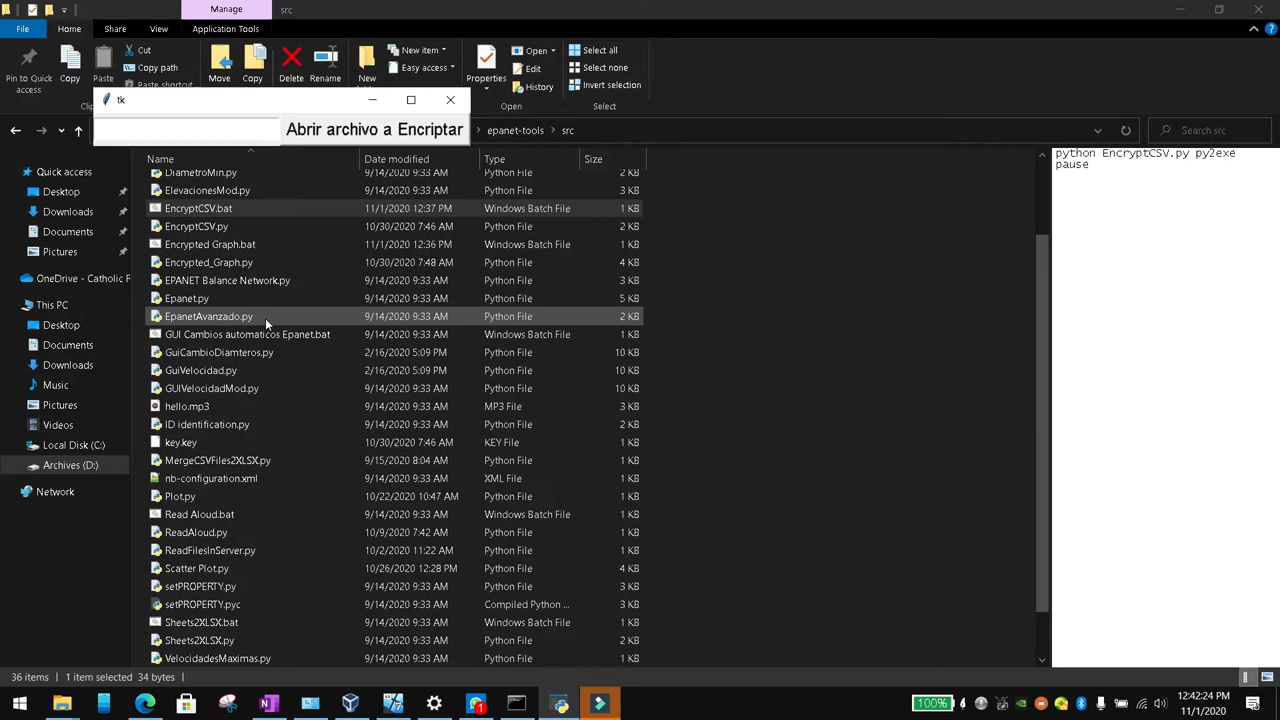 Manage
src
File
Home
Share
View
Application Tools
Pin to Quick access
Copy
Paste
Cut
Copy path
Paste shortcut
Move
Copy
Delete
Rename
New
New item
Easy access
Properties
Open
Edit
History
Select all
Select none
Invert selection
Open
Select
tk
Abrir archivo a Encriptar
epanet-tools
src
Search src
Name
Date modified
Type
Size
Quick access
Desktop
Downloads
Documents
Pictures
OneDrive - Catholic R
This PC
Desktop
Documents
Downloads
Music
Pictures
Videos
Local Disk (C:)
Archives (D:)
Network
DiametroMin.py 9/14/2020 9:33 AM Python File 2 KB
ElevacionesMod.py 9/14/2020 9:33 AM Python File 3 KB
EncryptCSV.bat 11/1/2020 12:37 PM Windows Batch File 1 KB
EncryptCSV.py 10/30/2020 7:46 AM Python File 2 KB
Encrypted Graph.bat 11/1/2020 12:36 PM Windows Batch File 1 KB
Encrypted_Graph.py 10/30/2020 7:48 AM Python File 4 KB
EPANET Balance Network.py 9/14/2020 9:33 AM Python File 3 KB
Epanet.py 9/14/2020 9:33 AM Python File 5 KB
EpanetAvanzado.py 9/14/2020 9:33 AM Python File 2 KB
GUI Cambios automaticos Epanet.bat 9/14/2020 9:33 AM Windows Batch File 1 KB
GuiCambioDiamteros.py 2/16/2020 5:09 PM Python File 10 KB
GuiVelocidad.py 2/16/2020 5:09 PM Python File 10 KB
GUIVelocidadMod.py 9/14/2020 9:33 AM Python File 10 KB
hello.mp3 9/14/2020 9:33 AM MP3 File 3 KB
ID identification.py 9/14/2020 9:33 AM Python File 2 KB
key.key 10/30/2020 7:46 AM KEY File 1 KB
MergeCSVFiles2XLSX.py 9/15/2020 8:04 AM Python File 1 KB
nb-configuration.xml 9/14/2020 9:33 AM XML File 1 KB
Plot.py 10/22/2020 10:47 AM Python File 1 KB
Read Aloud.bat 9/14/2020 9:33 AM Windows Batch File 1 KB
ReadAloud.py 10/9/2020 7:42 AM Python File 1 KB
ReadFilesInServer.py 10/2/2020 11:22 AM Python File 1 KB
Scatter Plot.py 10/26/2020 12:28 PM Python File 4 KB
setPROPERTY.py 9/14/2020 9:33 AM Python File 3 KB
setPROPERTY.pyc 9/14/2020 9:33 AM Compiled Python ... 3 KB
Sheets2XLSX.bat 9/14/2020 9:33 AM Windows Batch File 1 KB
Sheets2XLSX.py 9/14/2020 9:33 AM Python File 2 KB
VelocidadesMaximas.py 9/14/2020 9:33 AM Python File 3 KB
python EncryptCSV.py py2exe
pause
36 items
1 item selected 34 bytes
100%
12:42:24 PM
11/1/2020